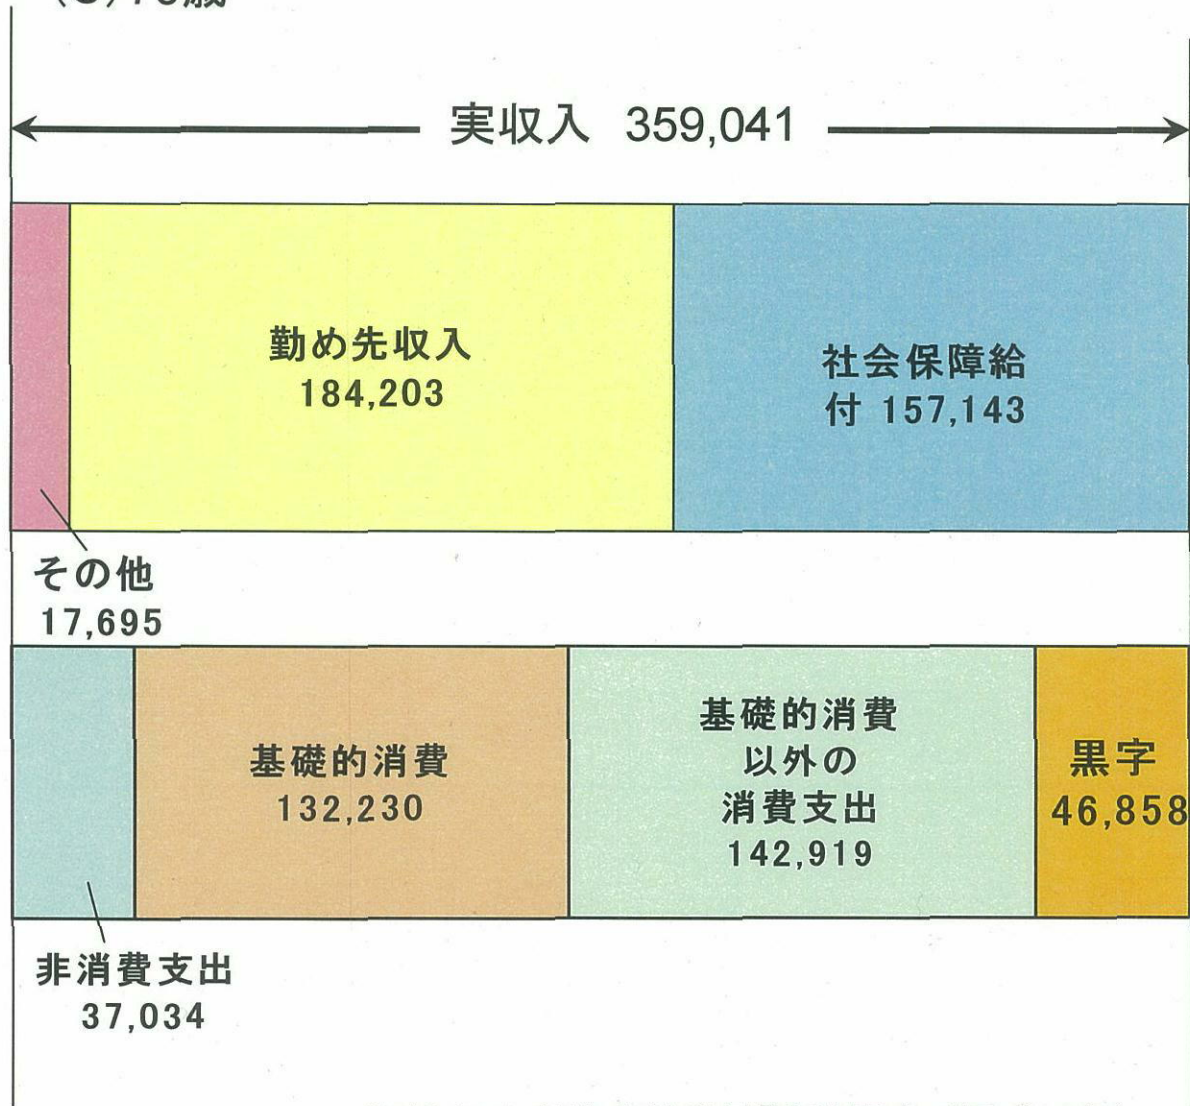 実収入 359,041
勤め先収入
184,203
社会保障給
付 157,143
その他
17,695
基礎的消費
132,230
基礎的消費
以外の
消費支出
142,919
黒字
46,858
非消費支出
37,034